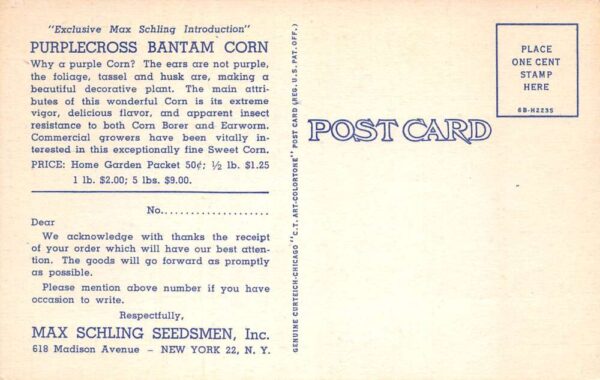 "Exclusive Max Schling Introduction"
PURPLECROSS BANTAM CORN
Why a purple Corn? The ears are not purple,
the foliage, tassel and husk are, making a
beautiful decorative plant. The main attri-
butes of this wonderful Corn is its extreme
vigor, delicious flavor, and apparent insect
resistance to both Corn Borer and Earworm.
Commercial growers have been vitally in-
terested in this exceptionally fine Sweet Corn.
PRICE: Home Garden Packet 50¢; ½ lb. $1.25
1 lb. $2.00; 5 lbs. $9.00.
No....................
Dear
We acknowledge with thanks the receipt
of your order which will have our best atten-
tion. The goods will go forward as promptly
as possible.
Please mention above number if you have
occasion to write.
Respectfully,
MAX SCHLING SEEDSMEN, Inc.
618 Madison Avenue – NEW YORK 22, N. Y.
GENUINE CURTEICH-CHICAGO "C.T. ART-COLORTONE" POST CARD (REG. U.S. PAT. OFF.)
POST CARD
PLACE
ONE CENT
STAMP
HERE
6B-H2235